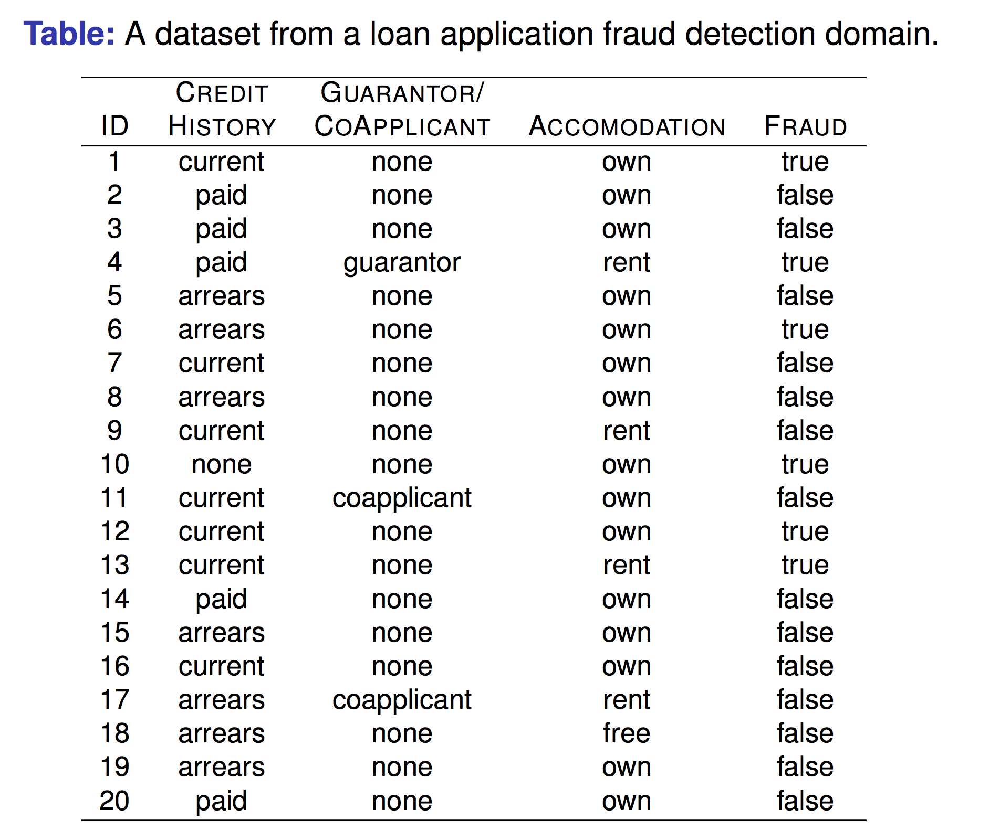 Table: A dataset from a loan application fraud detection domain.
CREDIT GUARANTOR/
ID HISTORY COAPPLICANT ACCOMODATION FRAUD
1 current none own true
2 paid none own false
3 paid none own false
4 paid guarantor rent true
5 arrears none own false
6 arrears none own true
7 current none own false
8 arrears none own false
9 current none rent false
10 none none own true
11 current coapplicant own false
12 current none own true
13 current none rent true
14 paid none own false
15 arrears none own false
16 current none own false
17 arrears coapplicant rent false
18 arrears none free false
19 arrears none own false
20 paid none own false